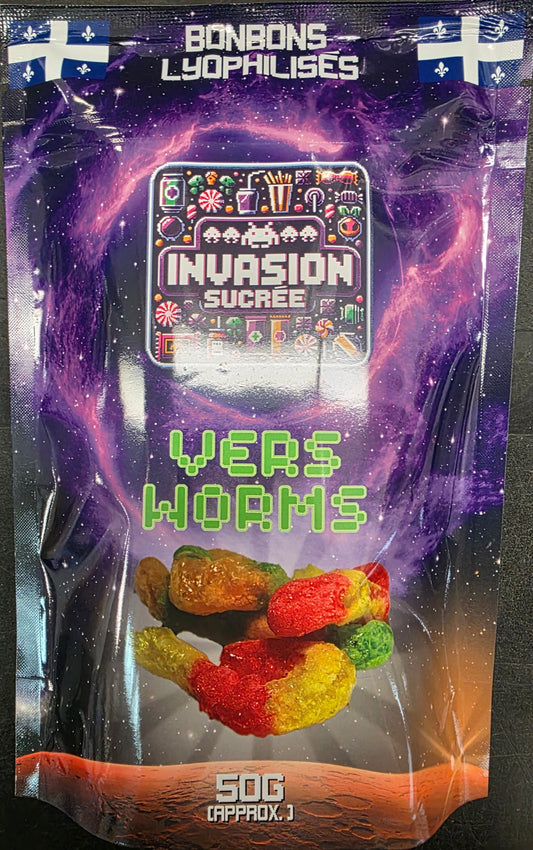 BONBONS
LYOPHILISÉS
INVASION
SUCRÉE
VERS
WORMS
50G
(APPROX.)